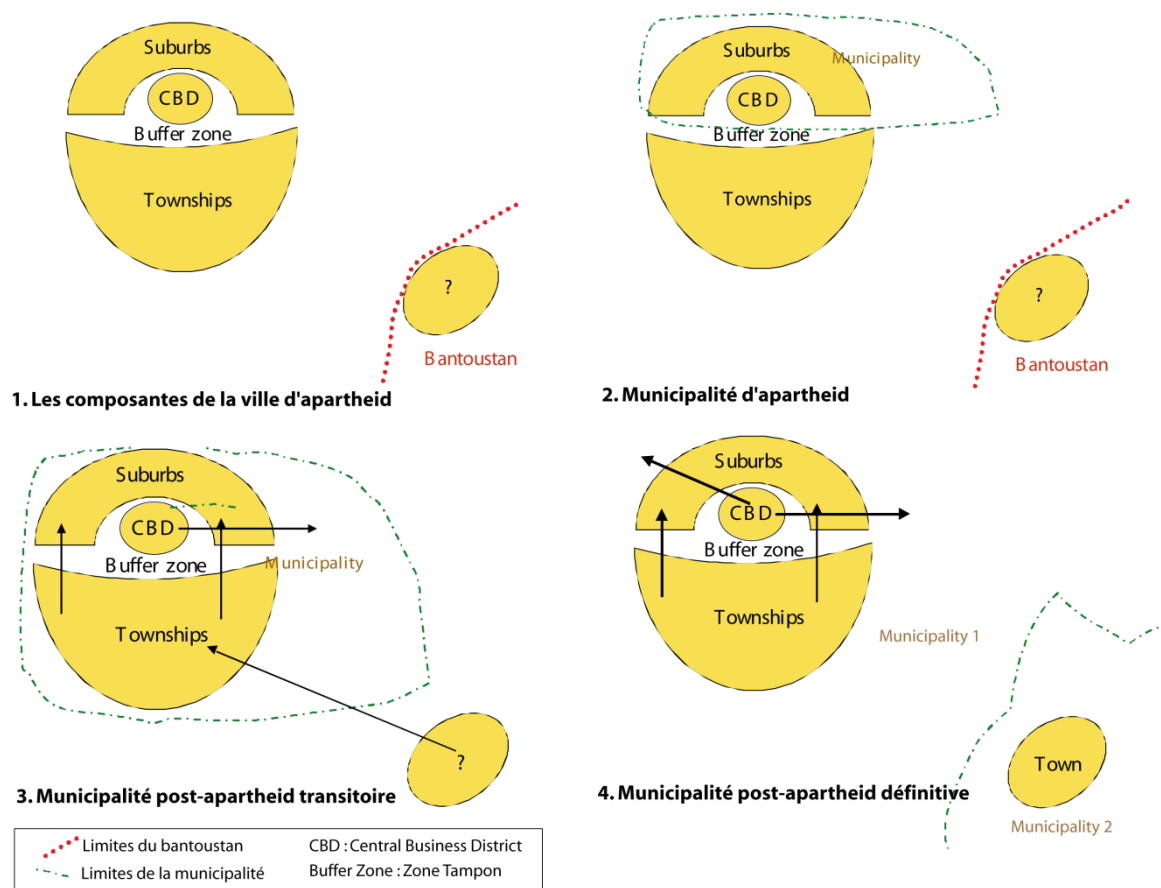 Suburbs
CBD
Buffer zone
Townships
?
Bantoustan
1. Les composantes de la ville d'apartheid
Suburbs
Municipality
CBD
Buffer zone
Townships
?
Bantoustan
2. Municipalité d'apartheid
Suburbs
CBD
Buffer zone
Municipality
Townships
?
3. Municipalité post-apartheid transitoire
Suburbs
CBD
Buffer zone
Townships
Municipality 1
Town
4. Municipalité post-apartheid définitive
Municipality 2
Limites du bantoustan
CBD : Central Business District
Limites de la municipalité
Buffer Zone : Zone Tampon